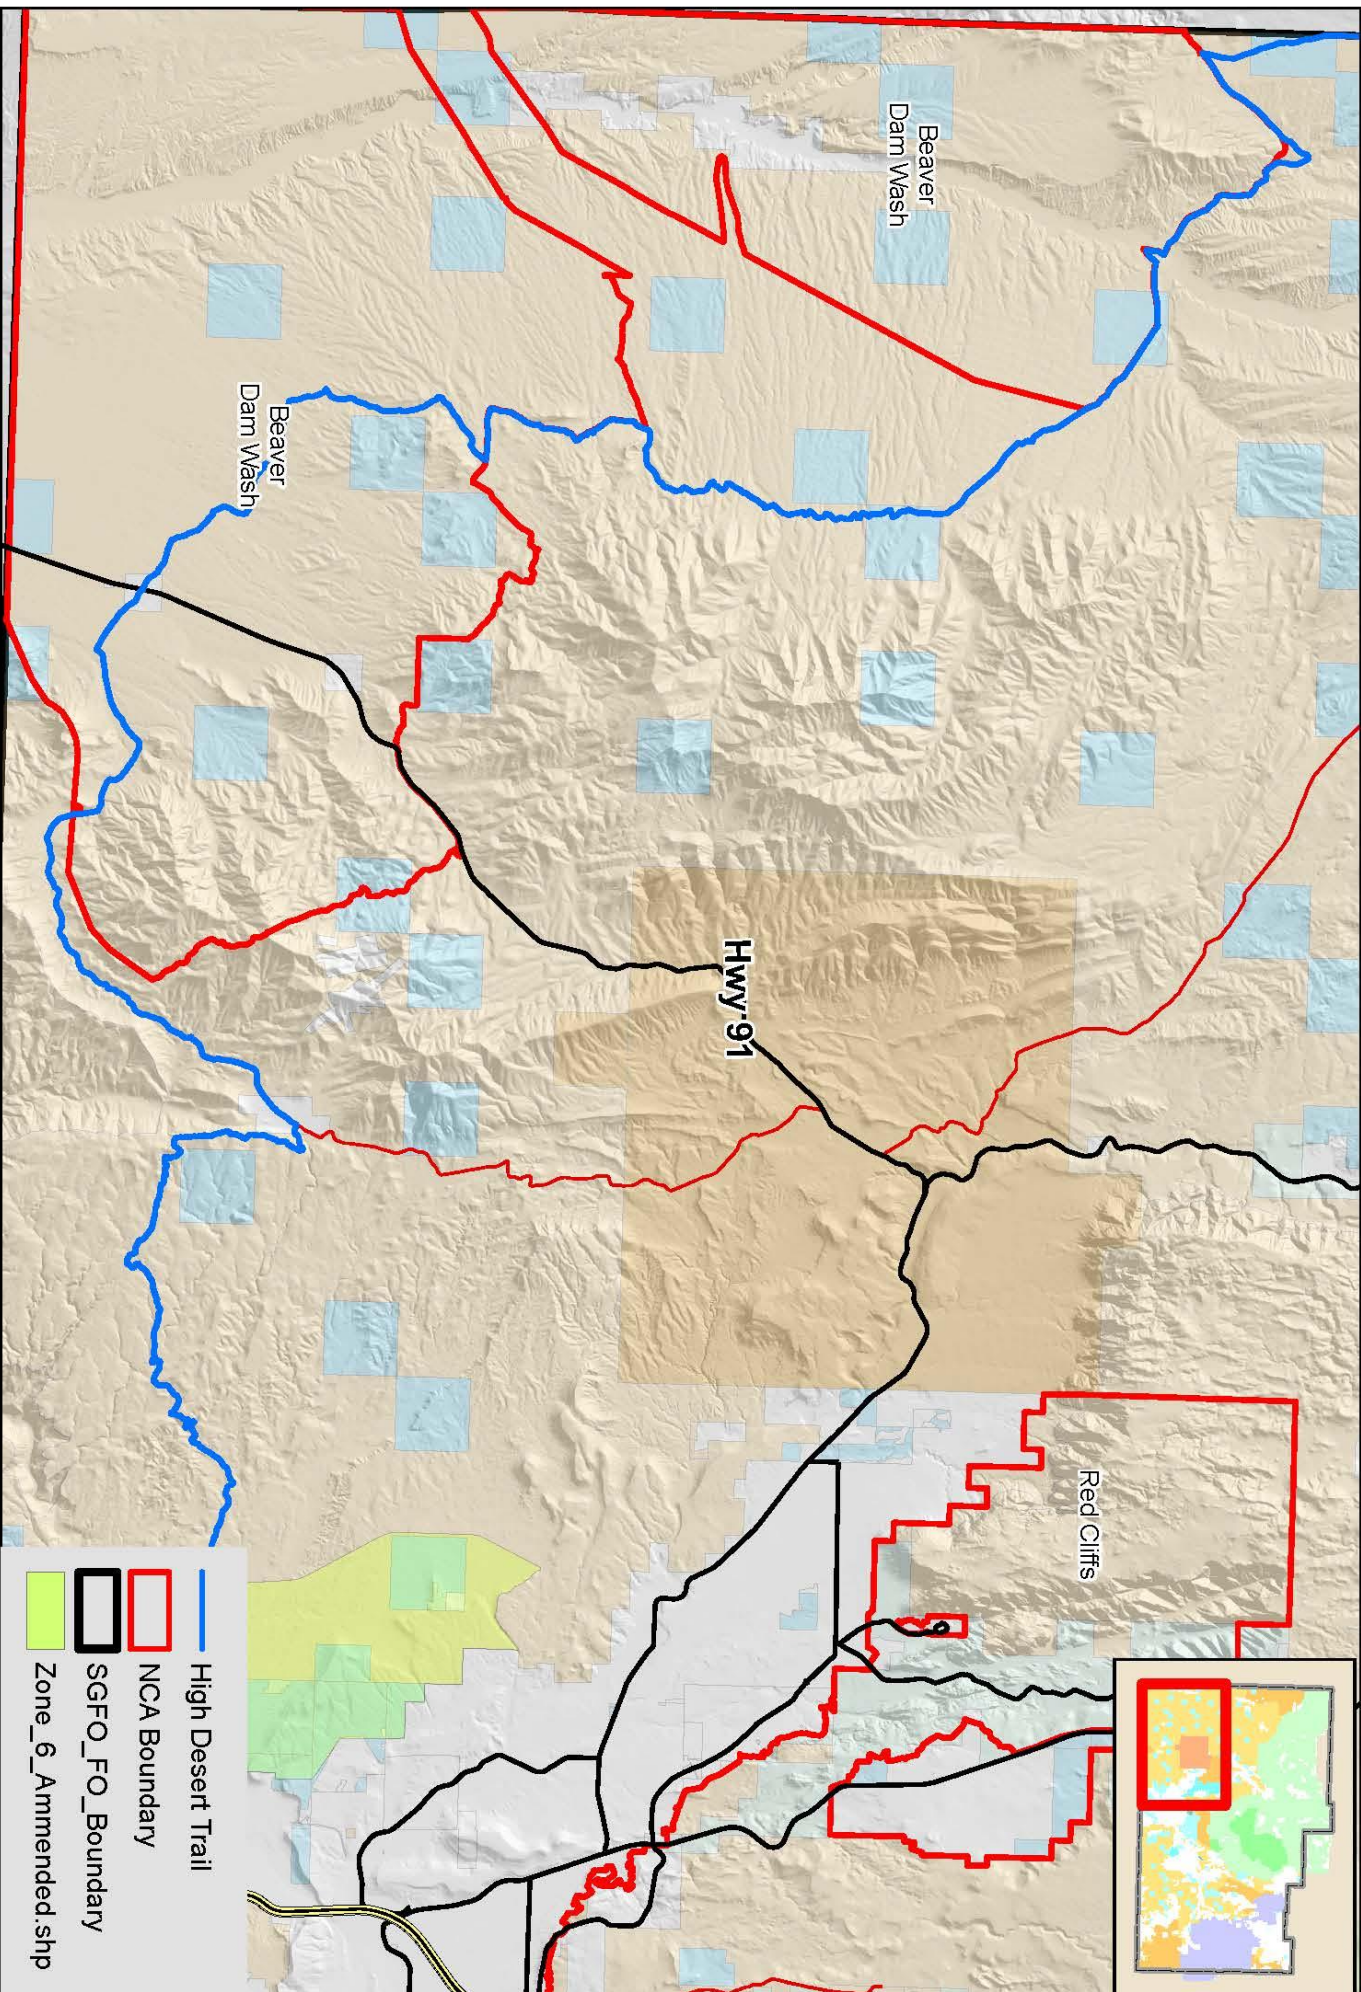 Beaver
Dam Wash
Beaver
Dam Wash
Hwy-91
Red Cliffs
High Desert Trail
NCA Boundary
SGFO_FO_Boundary
Zone_6_Ammended.shp